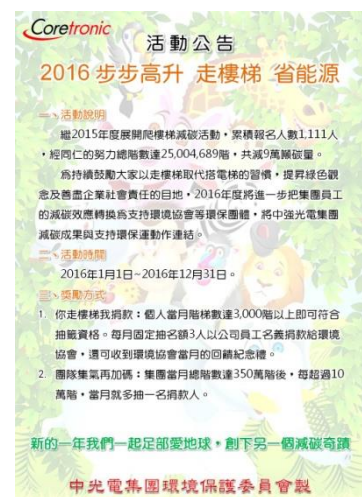 Coretronic
活動公告
2016 步步高升 走樓梯 省能源
一、活動說明
繼2015年度展開爬樓梯減碳活動，累積報名人數1,111人
，經同仁的努力總階數達25,004,689階，共減9萬噸碳量。
為持續鼓勵大家以走樓梯取代搭電梯的習慣，提昇綠色觀
念及善盡企業社會責任的目地，2016年度將進一步把集團員工
的減碳效應轉換為支持環境協會等環保團體，將中強光電集團
減碳成果與支持環保運動作連結。
二、活動時間
2016年1月1日~2016年12月31日。
三、獎勵方式
1. 你走樓梯我捐款：個人當月階梯數達3,000階以上即可符合
抽籤資格。每月固定抽名額3人以公司員工名義捐款給環境
協會，還可收到環境協會當月的回饋紀念禮。
2. 團隊集氣再加碼：集團當月總階數達350萬階後，每超過10
萬階，當月就多抽一名捐款人。
新的一年我們一起足部愛地球，創下另一個減碳奇蹟
中光電集團環境保護委員會製